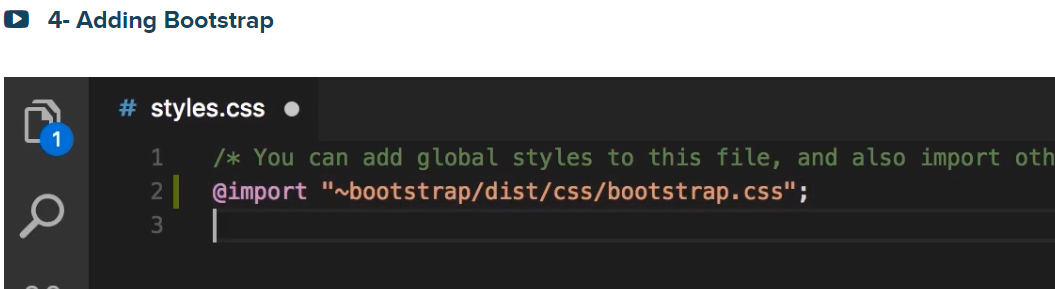 4- Adding Bootstrap
# styles.css
1
1 /* You can add global styles to this file, and also import oth
2 @import "~bootstrap/dist/css/bootstrap.css";
3